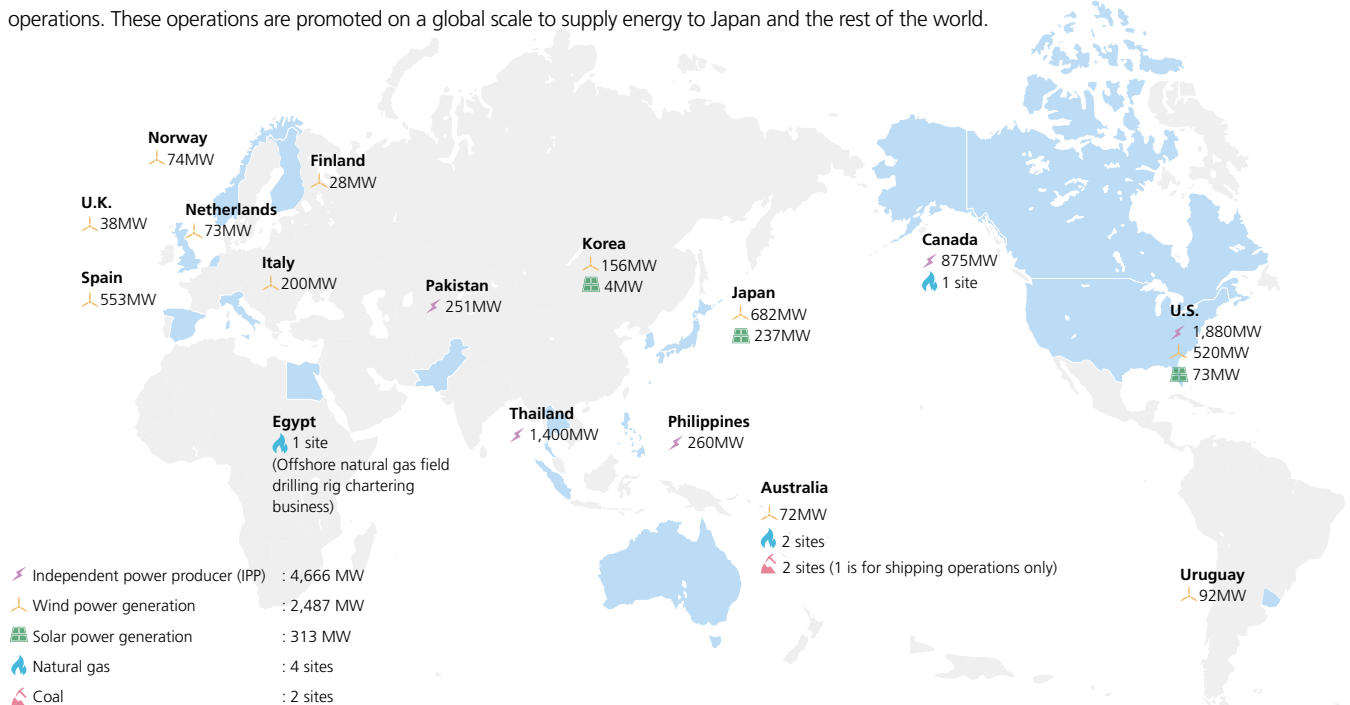 operations. These operations are promoted on a global scale to supply energy to Japan and the rest of the world.
Norway
74MW
Finland
28MW
U.K.
38MW
Netherlands
73MW
Italy
200MW
Spain
553MW
Pakistan
251MW
Korea
156MW
4MW
Japan
682MW
237MW
Canada
875MW
1 site
U.S.
1,880MW
520MW
73MW
Egypt
1 site
(Offshore natural gas field
drilling rig chartering
business)
Thailand
1,400MW
Philippines
260MW
Australia
72MW
2 sites
2 sites (1 is for shipping operations only)
Uruguay
92MW
Independent power producer (IPP) : 4,666 MW
Wind power generation : 2,487 MW
Solar power generation : 313 MW
Natural gas : 4 sites
Coal : 2 sites